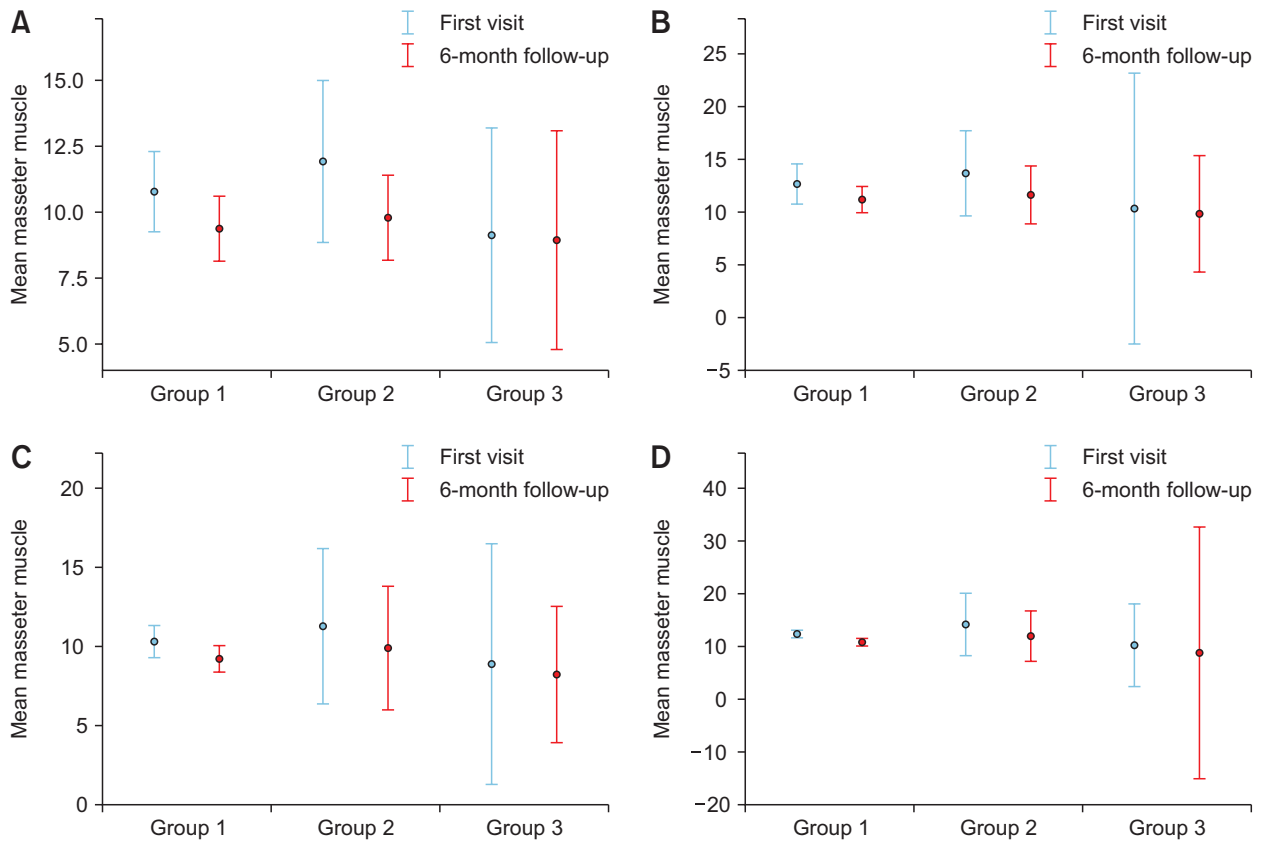 A
First visit
6-month follow-up
Mean masseter muscle
15.0
12.5
10.0
7.5
5.0
Group 1 Group 2 Group 3
B
First visit
6-month follow-up
Mean masseter muscle
25
20
15
10
5
0
−5
Group 1 Group 2 Group 3
C
First visit
6-month follow-up
Mean masseter muscle
20
15
10
5
0
Group 1 Group 2 Group 3
D
First visit
6-month follow-up
Mean masseter muscle
40
30
20
10
0
−10
−20
Group 1 Group 2 Group 3